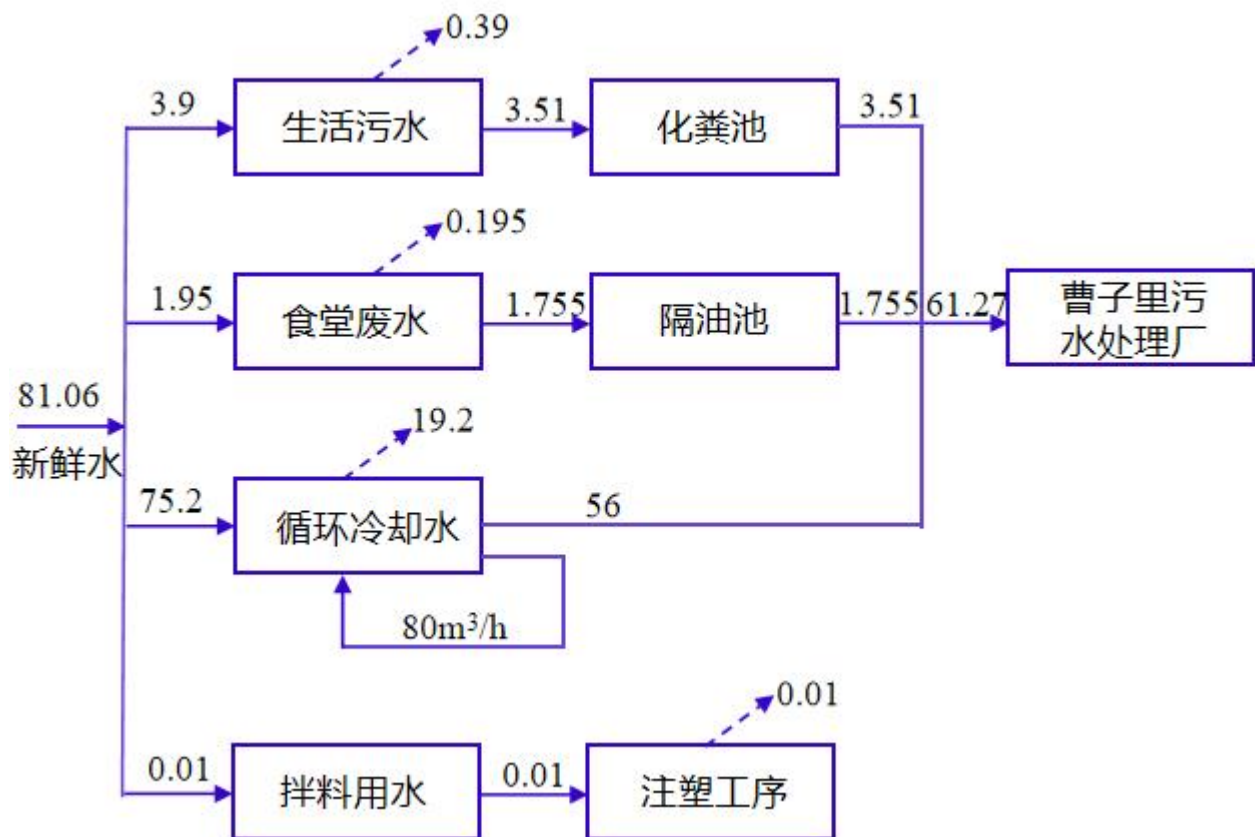 0.39
3.9
生活污水
3.51
化粪池
3.51
0.195
1.95
食堂废水
1.755
隔油池
1.755
61.27
曹子里污
水处理厂
81.06
新鲜水
19.2
75.2
循环冷却水
56
80m³/h
0.01
0.01
拌料用水
0.01
注塑工序